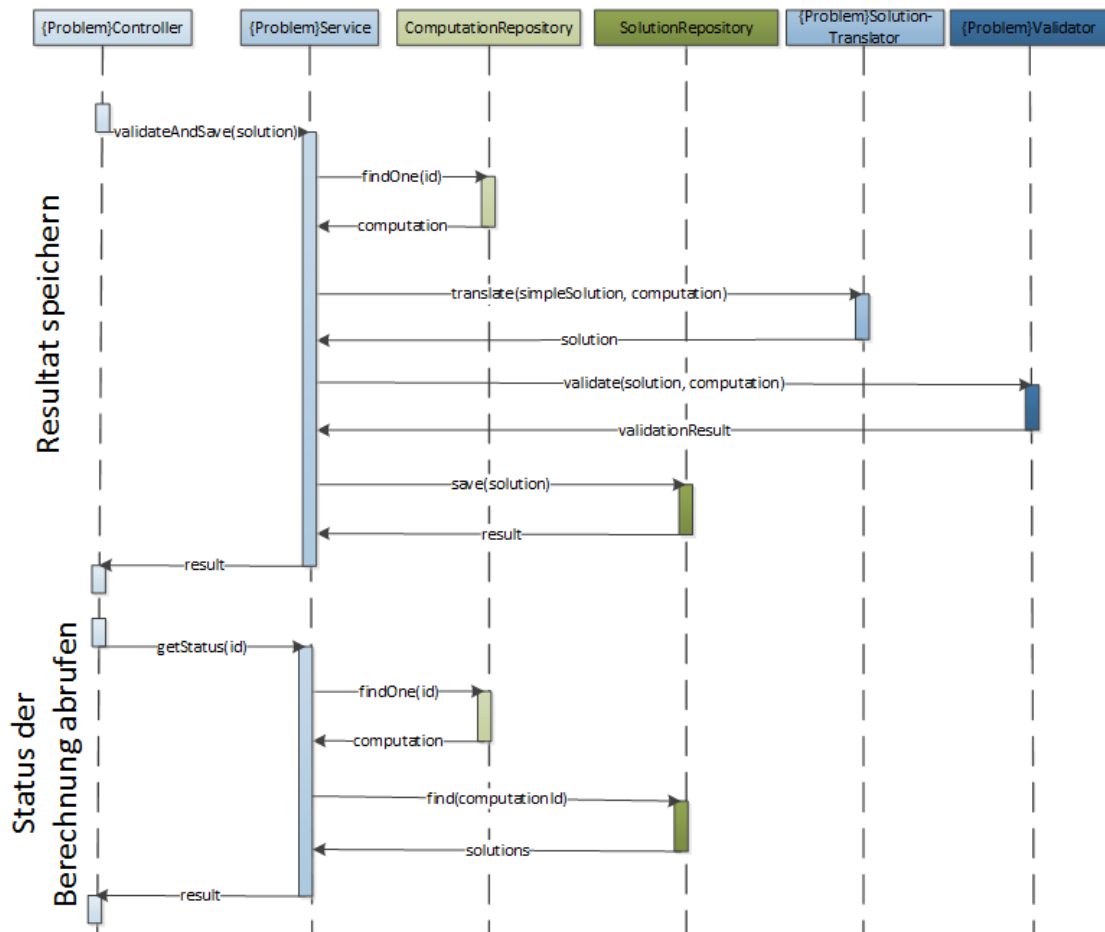 {Problem}Controller
{Problem}Service
ComputationRepository
SolutionRepository
{Problem}Solution-
Translator
{Problem}Validator
Resultat speichern
validateAndSave(solution)
findOne(id)
computation
translate(simpleSolution, computation)
solution
validate(solution, computation)
validationResult
save(solution)
result
result
Status der
Berechnung abrufen
getStatus(id)
findOne(id)
computation
find(computationId)
solutions
result